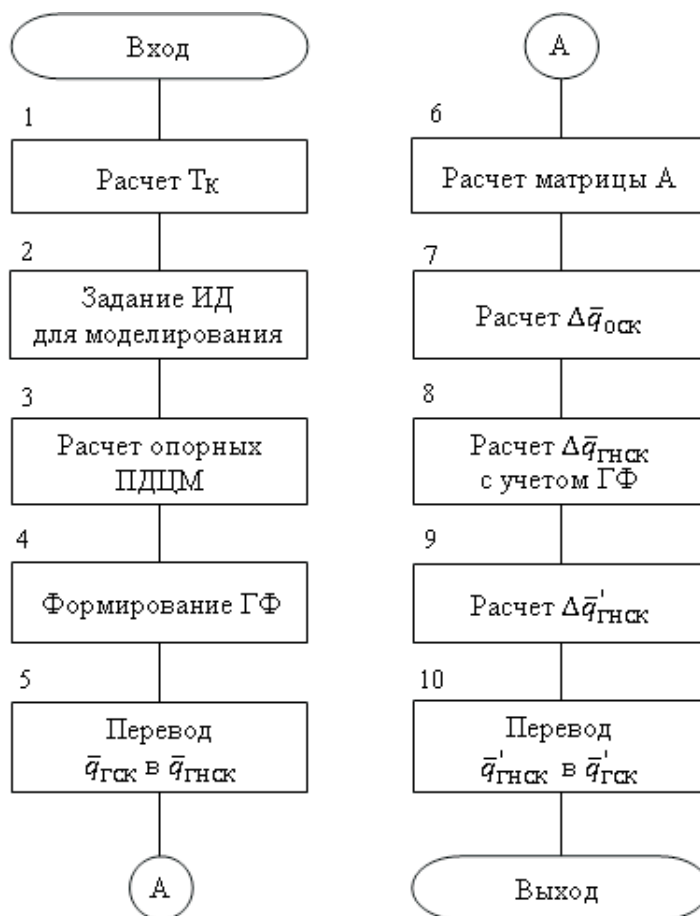 Вход
1
Расчет Tк
2
Задание ИД
для моделирования
3
Расчет опорных
ПДЦМ
4
Формирование ГФ
5
Перевод
q̄ГСК в q̄ГНСК
А
А
6
Расчет матрицы А
7
Расчет Δq̄ОСК
8
Расчет Δq̄ГНСК
с учетом ГФ
9
Расчет Δq̄'ГНСК
10
Перевод
q̄'ГНСК в q̄'ГСК
Выход